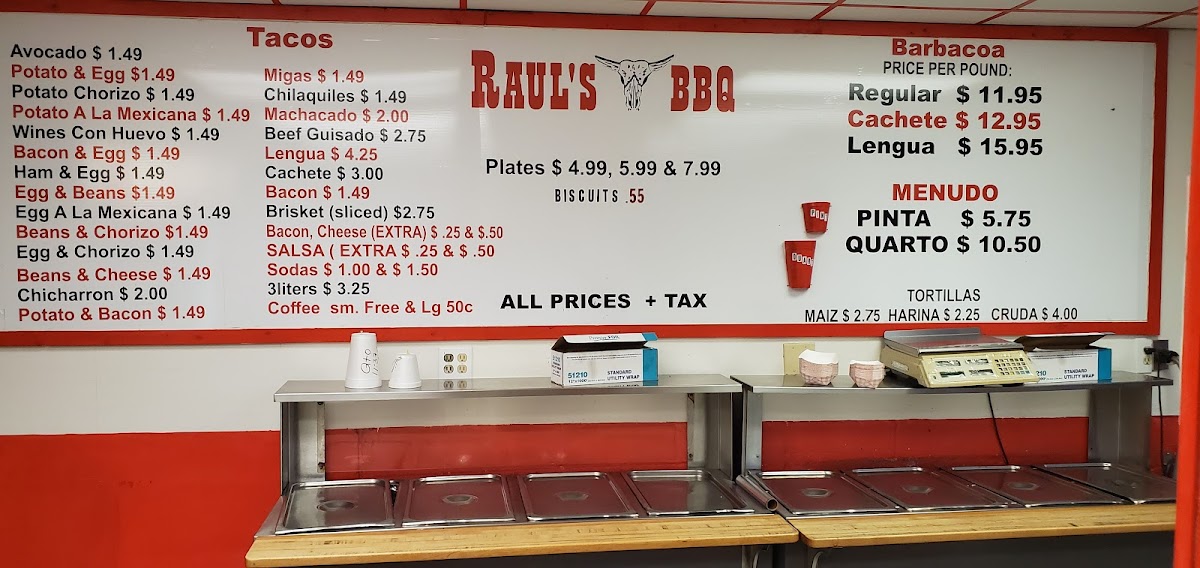 Tacos
Avocado $ 1.49
Potato & Egg $1.49
Potato Chorizo $ 1.49
Potato A La Mexicana $ 1.49
Wines Con Huevo $ 1.49
Bacon & Egg $ 1.49
Ham & Egg $ 1.49
Egg & Beans $1.49
Egg A La Mexicana $ 1.49
Beans & Chorizo $1.49
Egg & Chorizo $ 1.49
Beans & Cheese $ 1.49
Chicharron $ 2.00
Potato & Bacon $ 1.49
Migas $ 1.49
Chilaquiles $ 1.49
Machacado $ 2.00
Beef Guisado $ 2.75
Lengua $ 4.25
Cachete $ 3.00
Bacon $ 1.49
Brisket (sliced) $2.75
Bacon, Cheese (EXTRA) $ .25 & $.50
SALSA ( EXTRA $ .25 & $ .50
Sodas $ 1.00 & $ 1.50
3liters $ 3.25
Coffee sm. Free & Lg 50c
RAUL'S BBQ
Plates $ 4.99, 5.99 & 7.99
BISCUITS .55
ALL PRICES + TAX
Barbacoa
PRICE PER POUND:
Regular $ 11.95
Cachete $ 12.95
Lengua $ 15.95
MENUDO
PINTA $ 5.75
QUARTO $ 10.50
TORTILLAS
MAIZ $ 2.75 HARINA $ 2.25 CRUDA $ 4.00
51210
STANDARD
UTILITY WRAP
STANDARD
UTILITY WRAP